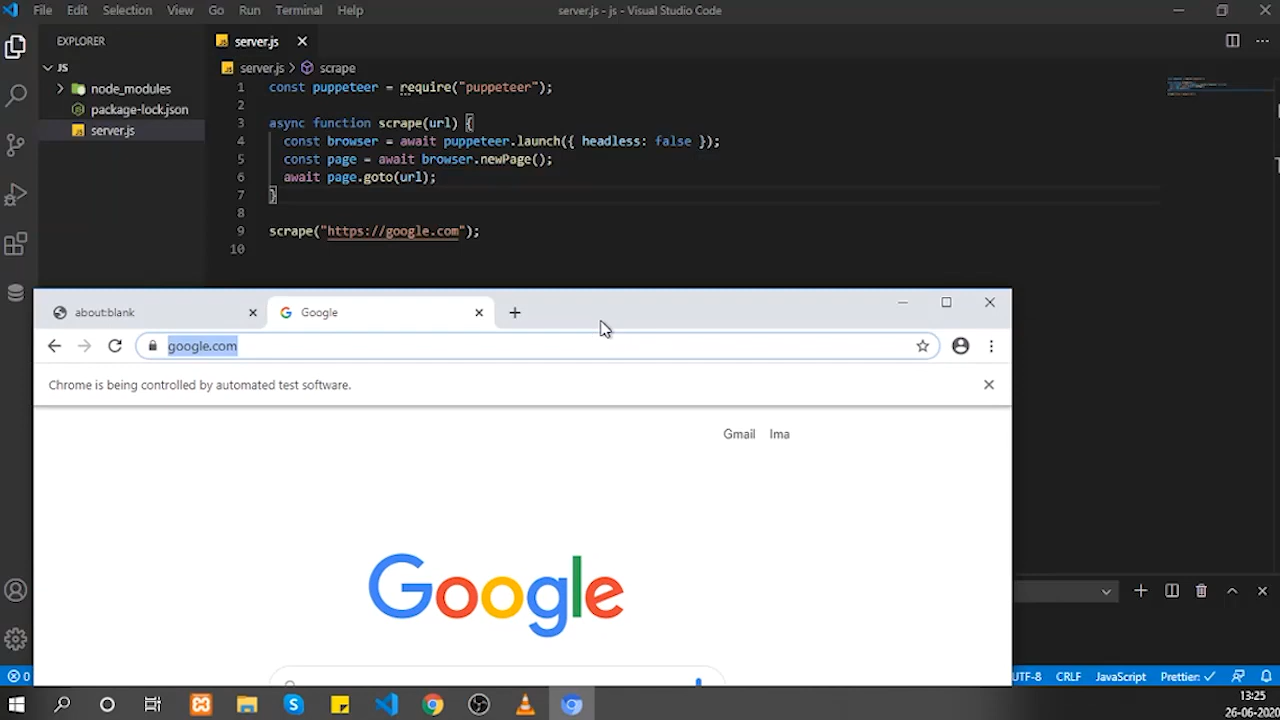 File Edit Selection View Go Run Terminal Help server.js - js - Visual Studio Code
EXPLORER
JS
node_modules
package-lock.json
server.js
server.js
server.js > scrape
1 const puppeteer = require("puppeteer");
2
3 async function scrape(url) {
4 const browser = await puppeteer.launch({ headless: false });
5 const page = await browser.newPage();
6 await page.goto(url);
7 }
8
9 scrape("https://google.com");
10
about:blank
Google
google.com
Chrome is being controlled by automated test software.
Gmail Ima
Google
0
UTF-8 CRLF JavaScript Prettier: ✓
13:25
26-06-2020